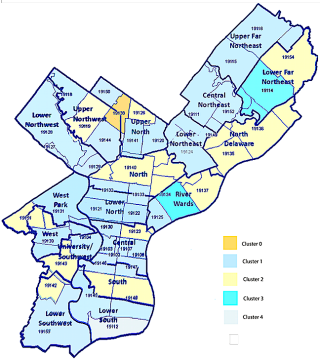 19116
Upper Far
Northeast
19115
19154
Lower Far
Northeast
19114
19118
19150
Central
Northeast
19111
19152
Upper
Northwest
19119
19138
Upper
North
19141
19144
Lower
Northwest
19128
19127
Lower
Northeast
19124
North
Delaware
19136
19135
19140
North
19137
River
Wards
19134
19125
West
Park
19131
19132
19133
19121
Lower
North
19122
19151
West
19139
19104
19130
19123
University/
Southwest
19143
Central
19103
19107
19102
19106
19142
South
19146
19147
19145
19148
Lower
Southwest
19153
Lower
South
19112
Cluster 0
Cluster 1
Cluster 2
Cluster 3
Cluster 4